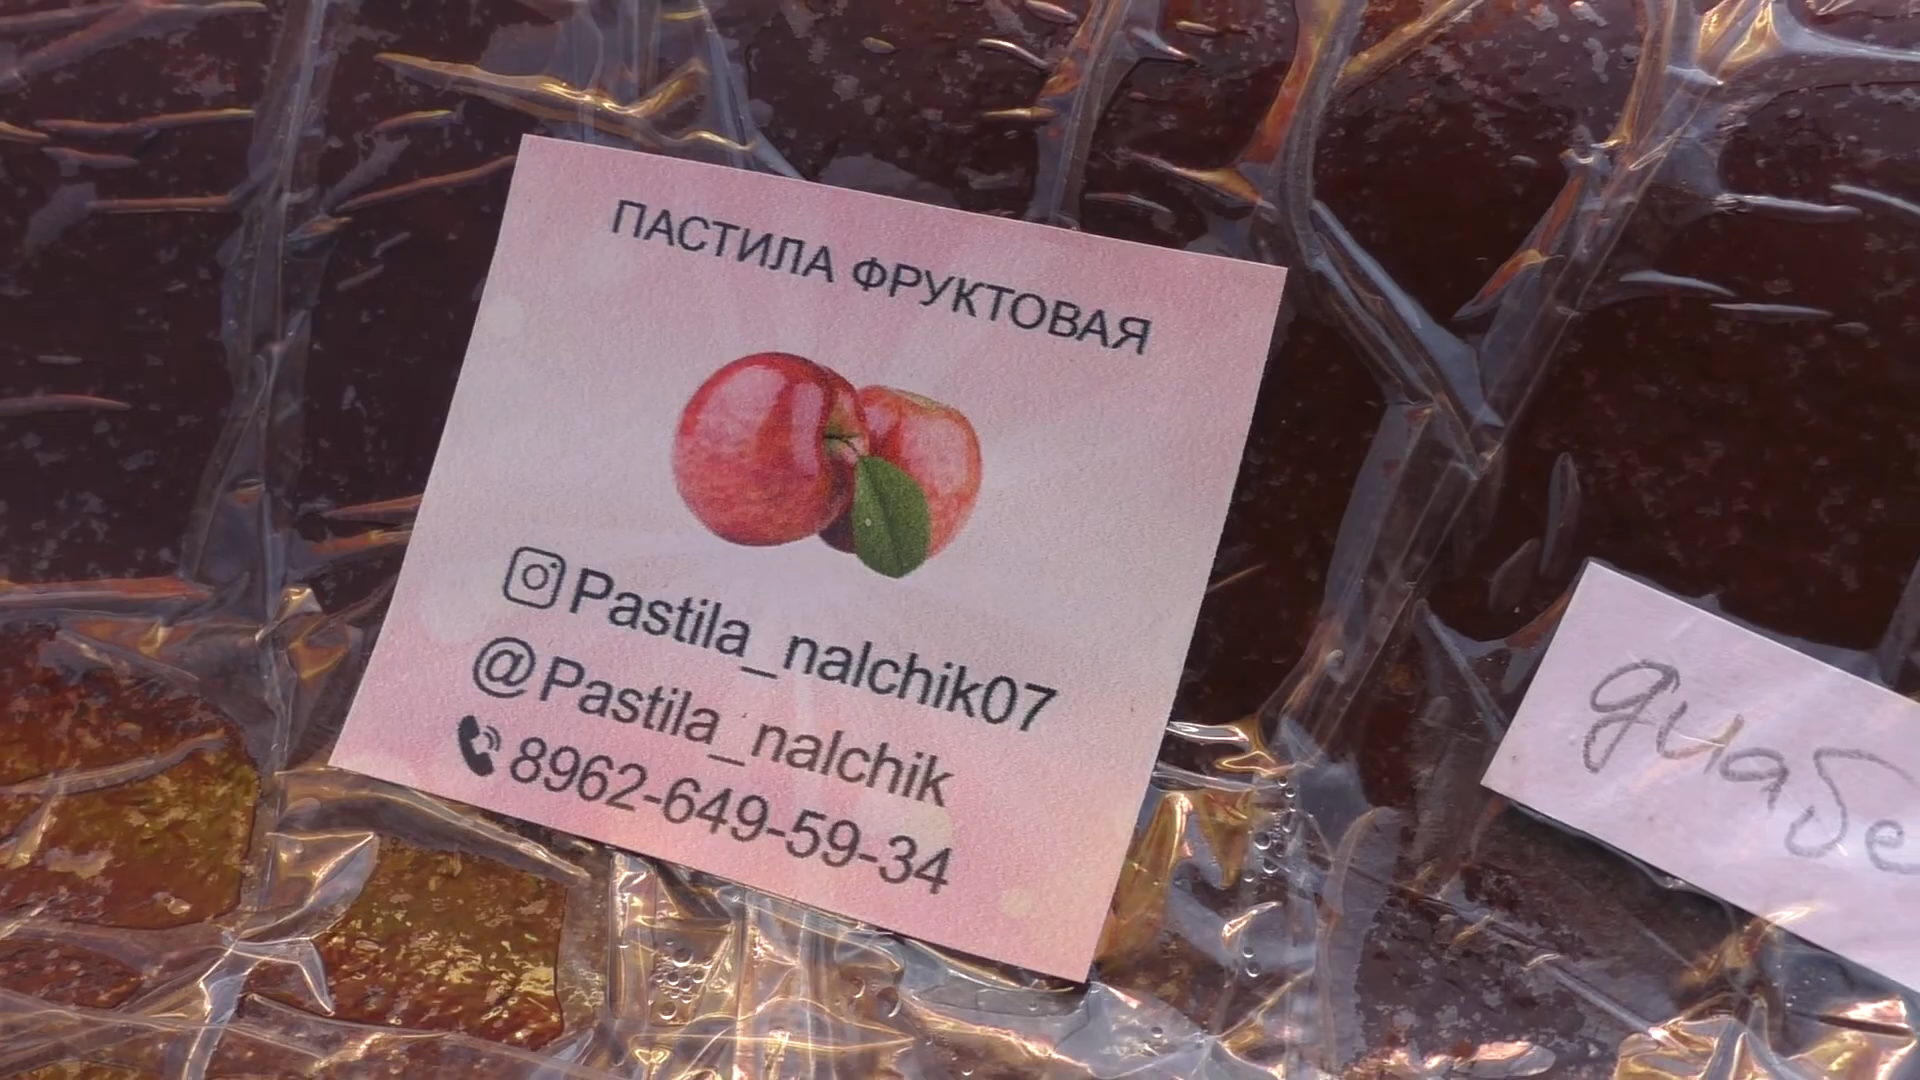 ПАСТИЛА ФРУКТОВАЯ
Pastila_nalchik07
@Pastila_nalchik
8962-649-59-34
диабе